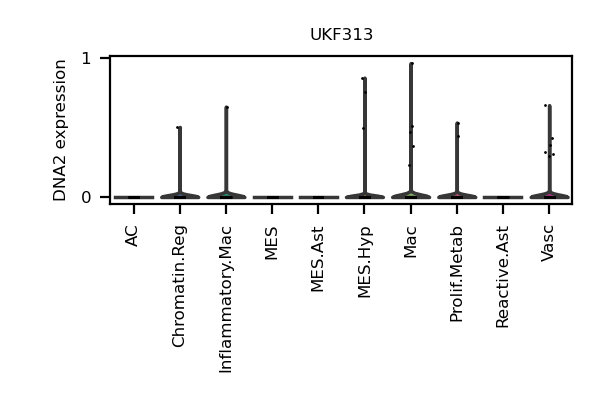 UKF313
DNA2 expression
1
0
AC
Chromatin.Reg
Inflammatory.Mac
MES
MES.Ast
MES.Hyp
Mac
Prolif.Metab
Reactive.Ast
Vasc